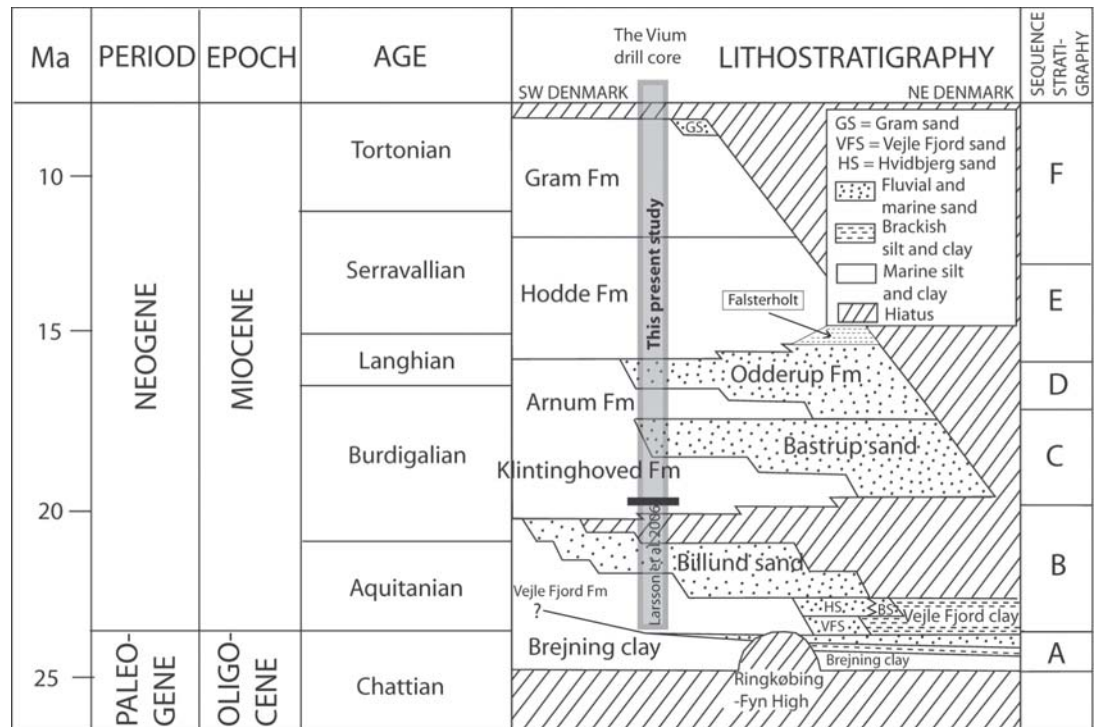 Ma
PERIOD
EPOCH
AGE
The Vium
drill core
LITHOSTRATIGRAPHY
SEQUENCE
STRATI-
GRAPHY
SW DENMARK
NE DENMARK
10
15
20
25
NEOGENE
PALEO-
GENE
MIOCENE
OLIGO-
CENE
Tortonian
Serravallian
Langhian
Burdigalian
Aquitanian
Chattian
GS
Gram Fm
Hodde Fm
This present study
GS = Gram sand
VFS = Vejle Fjord sand
HS = Hvidbjerg sand
Fluvial and
marine sand
Brackish
silt and clay
Marine silt
and clay
Hiatus
Falsterholt
Odderup Fm
Arnum Fm
Bastrup sand
Klintinghoved Fm
Larsson et al. 2006
Billund sand
Vejle Fjord Fm
?
HS
BS
VFS
Vejle Fjord clay
Brejning clay
Brejning clay
Ringkøbing
-Fyn High
F
E
D
C
B
A